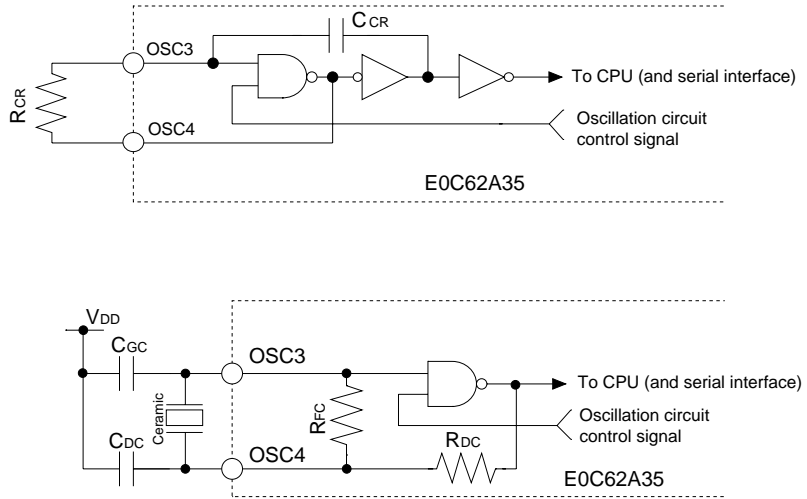 CCR
OSC3
To CPU (and serial interface)
RCR
Oscillation circuit
control signal
OSC4
E0C62A35
VDD
CGC
OSC3
To CPU (and serial interface)
Ceramic
RFC
Oscillation circuit
control signal
CDC
RDC
OSC4
E0C62A35